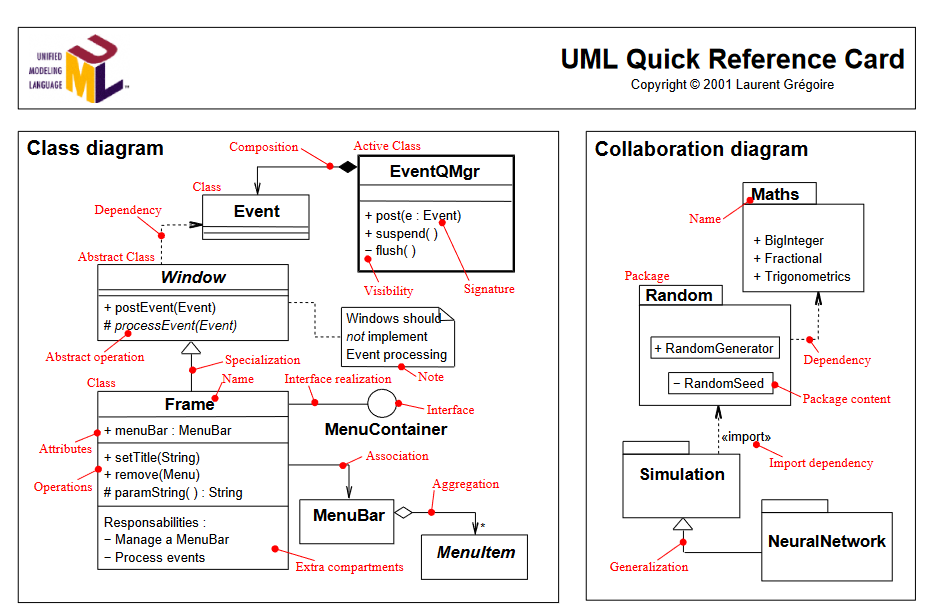 UNIFIED
MODELING
LANGUAGE
UML
UML Quick Reference Card
Copyright © 2001 Laurent Grégoire
Class diagram
Composition
Active Class
EventQMgr
+ post(e : Event)
+ suspend( )
− flush( )
Visibility
Signature
Class
Event
Dependency
Abstract Class
Window
+ postEvent(Event)
# processEvent(Event)
Abstract operation
Windows should
not implement
Event processing
Note
Specialization
Class
Name
Frame
+ menuBar : MenuBar
Attributes
+ setTitle(String)
+ remove(Menu)
# paramString( ) : String
Operations
Responsabilities :
− Manage a MenuBar
− Process events
Extra compartments
Interface realization
Interface
MenuContainer
Association
MenuBar
Aggregation
*
MenuItem
Collaboration diagram
Maths
Name
+ BigInteger
+ Fractional
+ Trigonometrics
Package
Random
+ RandomGenerator
− RandomSeed
Dependency
Package content
«import»
Import dependency
Simulation
NeuralNetwork
Generalization